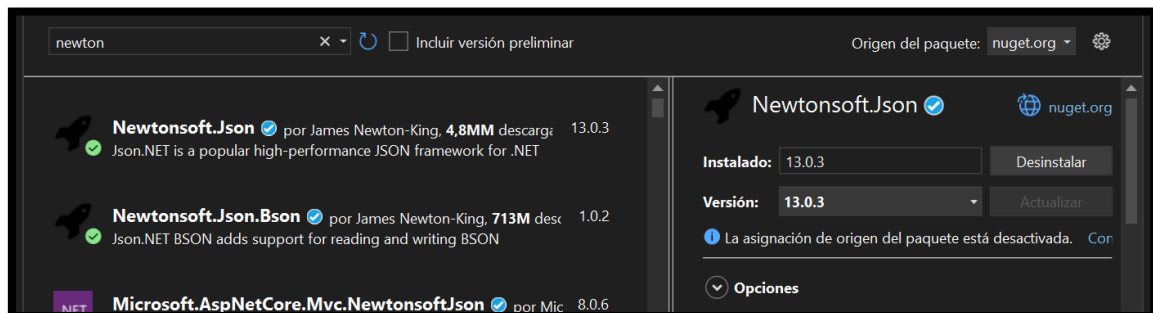 newton
Incluir versión preliminar
Origen del paquete: nuget.org
Newtonsoft.Json por James Newton-King, 4,8MM descarga 13.0.3
Json.NET is a popular high-performance JSON framework for .NET
Newtonsoft.Json.Bson por James Newton-King, 713M desc 1.0.2
Json.NET BSON adds support for reading and writing BSON
NET Microsoft.AspNetCore.Mvc.NewtonsoftJson por Mic 8.0.6
Newtonsoft.Json nuget.org
Instalado: 13.0.3 Desinstalar
Versión: 13.0.3 Actualizar
La asignación de origen del paquete está desactivada. Con
Opciones